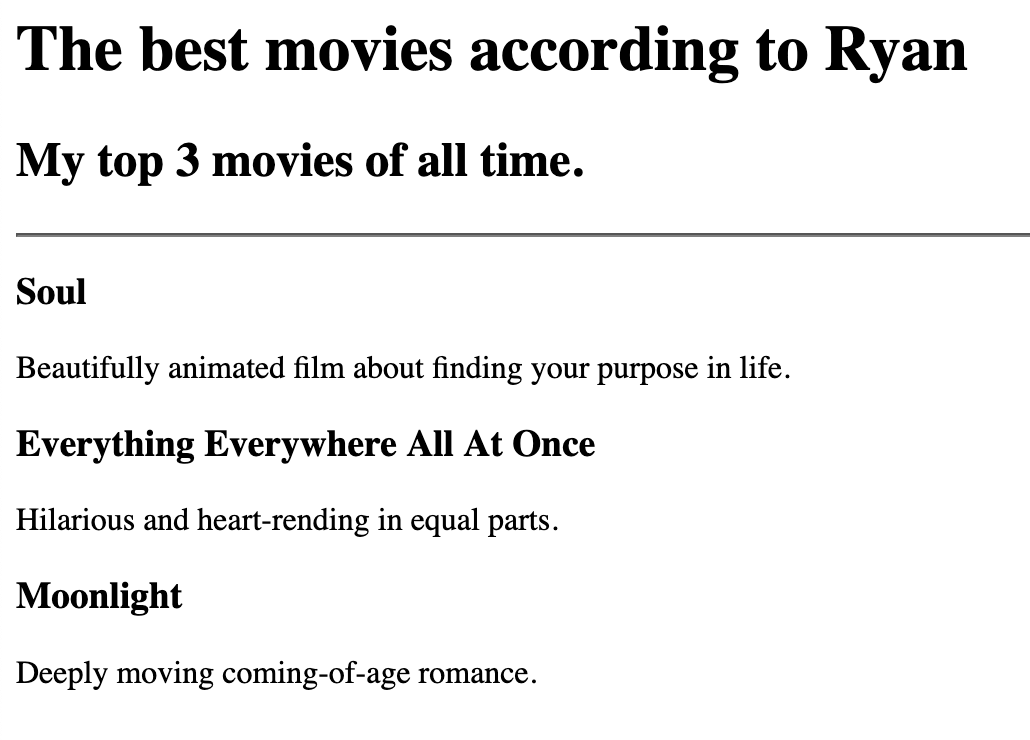 The best movies according to Ryan
My top 3 movies of all time.
Soul
Beautifully animated film about finding your purpose in life.
Everything Everywhere All At Once
Hilarious and heart-rending in equal parts.
Moonlight
Deeply moving coming-of-age romance.